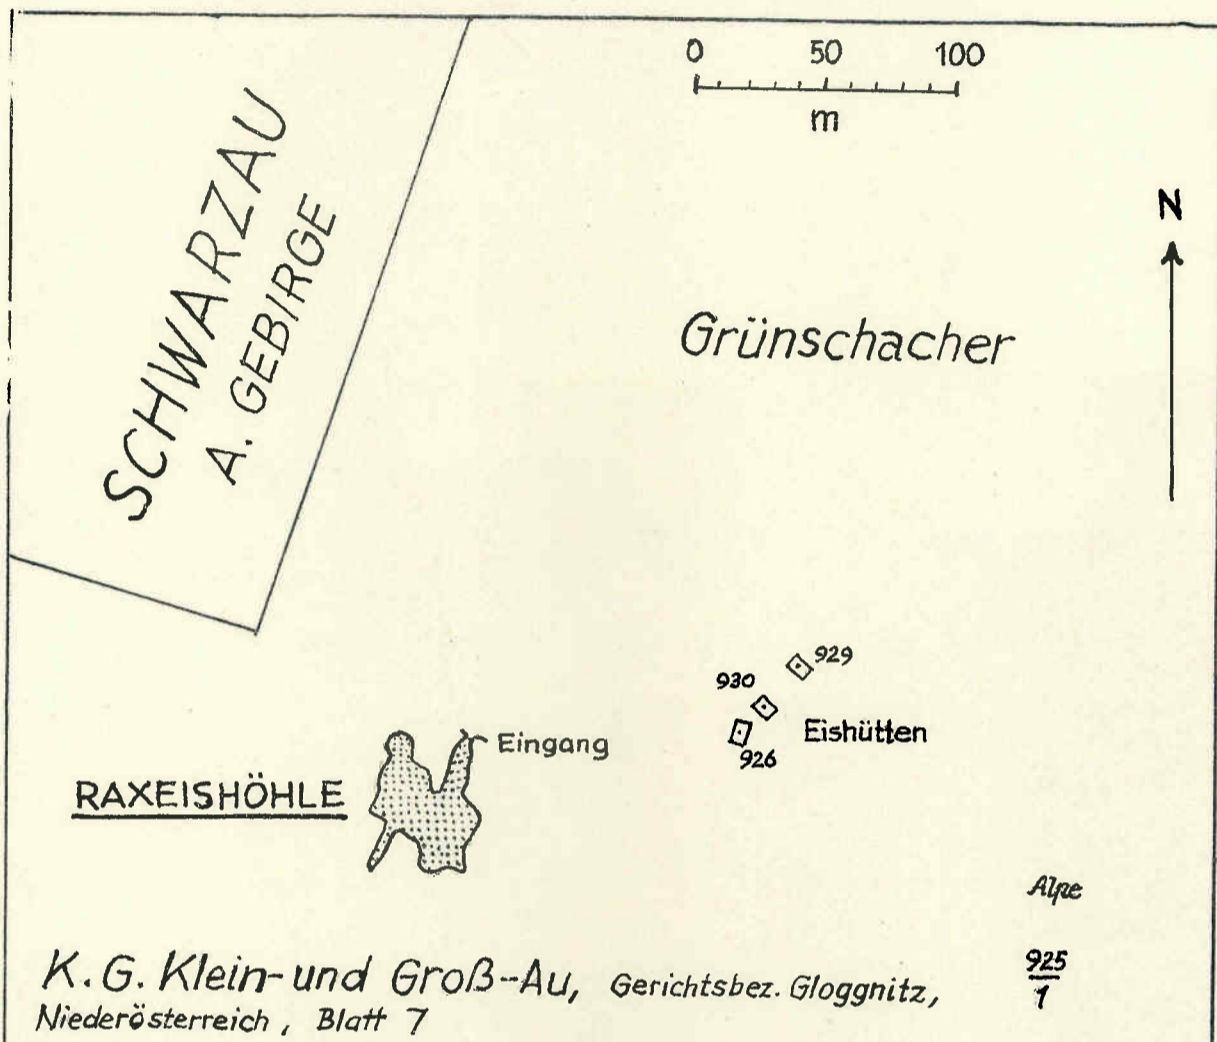 0 50 100
m
SCHWARZAU
A. GEBIRGE
N
Grünschacher
929
930
Eishütten
926
Eingang
RAXEISHÖHLE
Alpe
K.G. Klein- und Groß-Au, Gerichtsbez. Gloggnitz,
Niederösterreich, Blatt 7
925
1